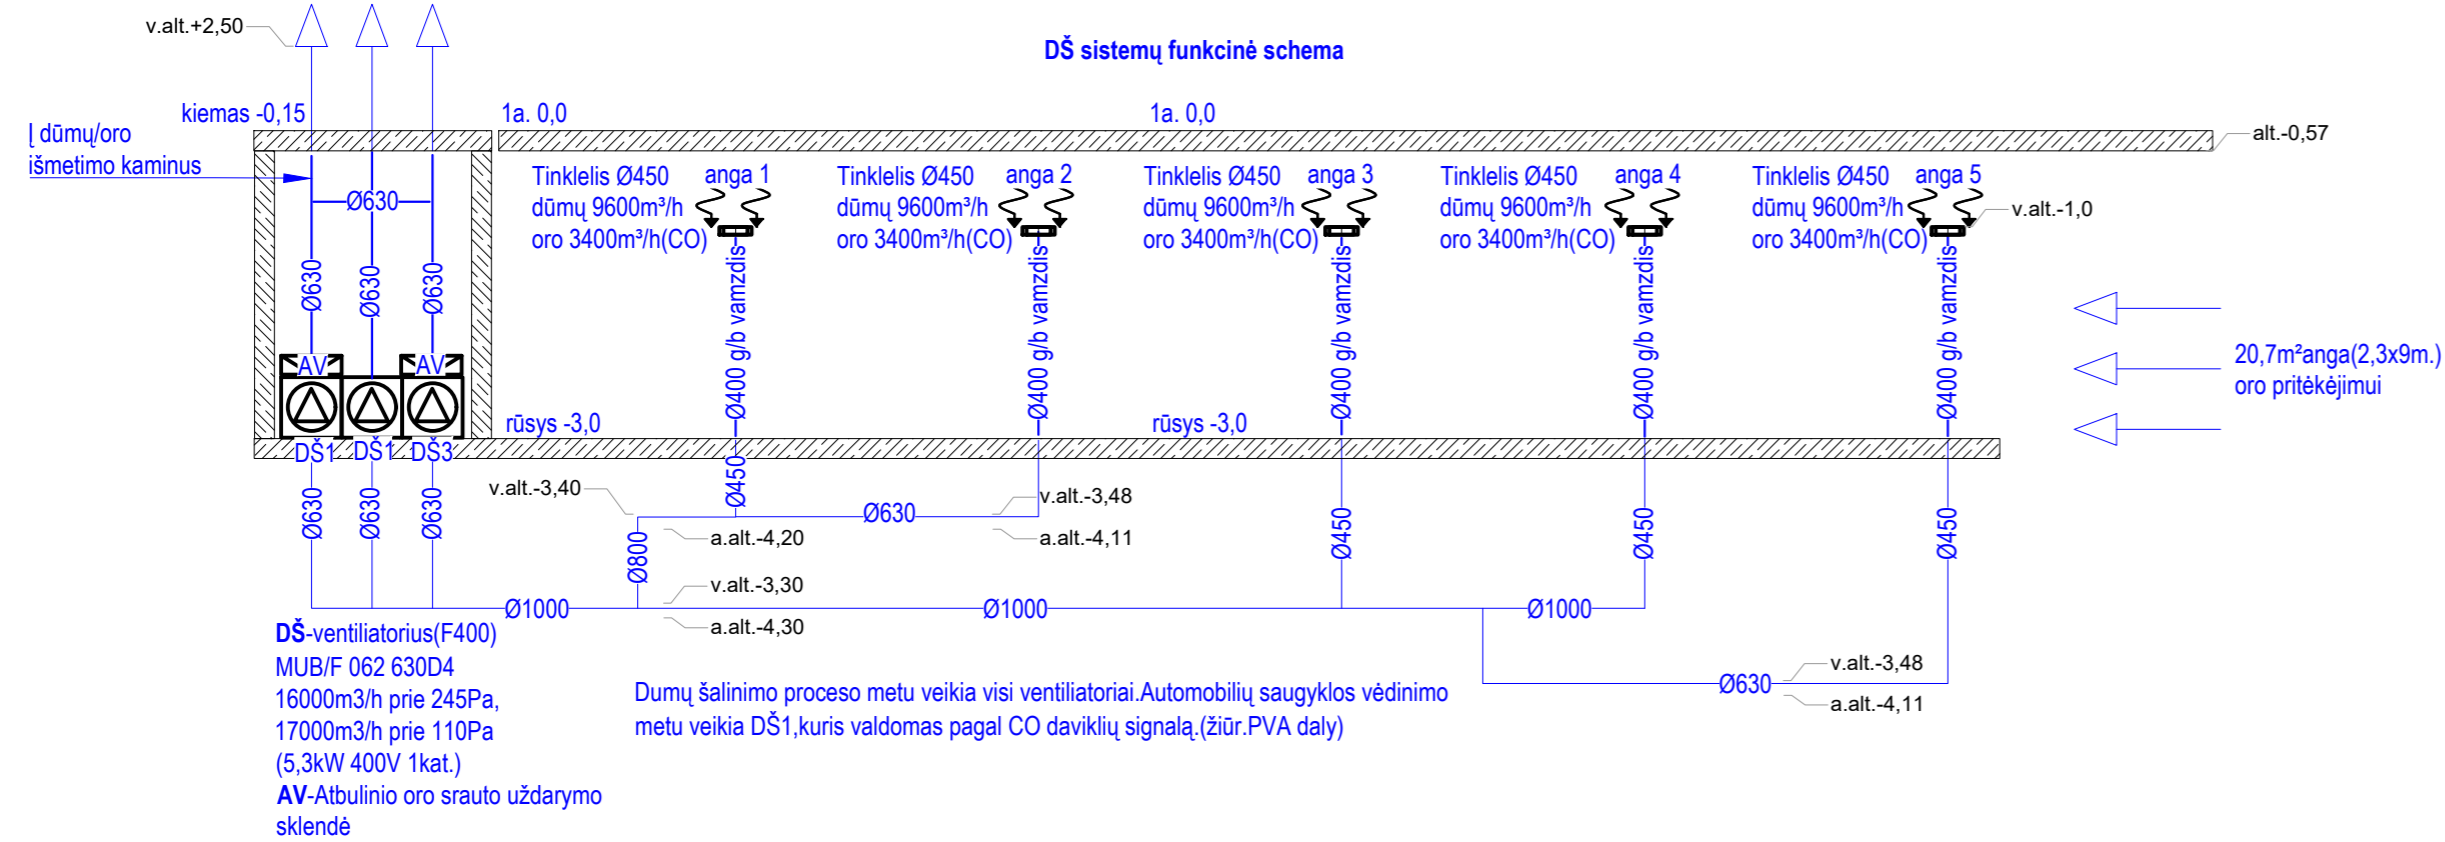 DŠ sistemų funkcinė schema
v.alt.+2,50
kiemas -0,15
1a. 0,0
1a. 0,0
alt.-0,57
Į dūmų/oro
išmetimo kaminus
Tinklelis Ø450
dūmų 9600m³/h
oro 3400m³/h(CO)
anga 1
Tinklelis Ø450
dūmų 9600m³/h
oro 3400m³/h(CO)
anga 2
Tinklelis Ø450
dūmų 9600m³/h
oro 3400m³/h(CO)
anga 3
Tinklelis Ø450
dūmų 9600m³/h
oro 3400m³/h(CO)
anga 4
Tinklelis Ø450
dūmų 9600m³/h
oro 3400m³/h(CO)
anga 5
v.alt.-1,0
Ø630
Ø630
Ø630
Ø630
AV
AV
Ø400 g/b vamzdis
Ø400 g/b vamzdis
Ø400 g/b vamzdis
Ø400 g/b vamzdis
Ø400 g/b vamzdis
20,7m²anga(2,3x9m.)
oro pritėkėjimui
rūsys -3,0
rūsys -3,0
DŠ1
DŠ1
DŠ3
Ø630
Ø630
Ø630
v.alt.-3,40
Ø450
Ø630
v.alt.-3,48
a.alt.-4,20
a.alt.-4,11
Ø800
Ø450
Ø450
Ø450
v.alt.-3,30
Ø1000
Ø1000
Ø1000
a.alt.-4,30
v.alt.-3,48
Ø630
a.alt.-4,11
DŠ-ventiliatorius(F400)
MUB/F 062 630D4
16000m3/h prie 245Pa,
17000m3/h prie 110Pa
(5,3kW 400V 1kat.)
AV-Atbulinio oro srauto uždarymo
sklendė
Dumų šalinimo proceso metu veikia visi ventiliatoriai.Automobilių saugyklos vėdinimo
metu veikia DŠ1,kuris valdomas pagal CO daviklių signalą.(žiūr.PVA daly)